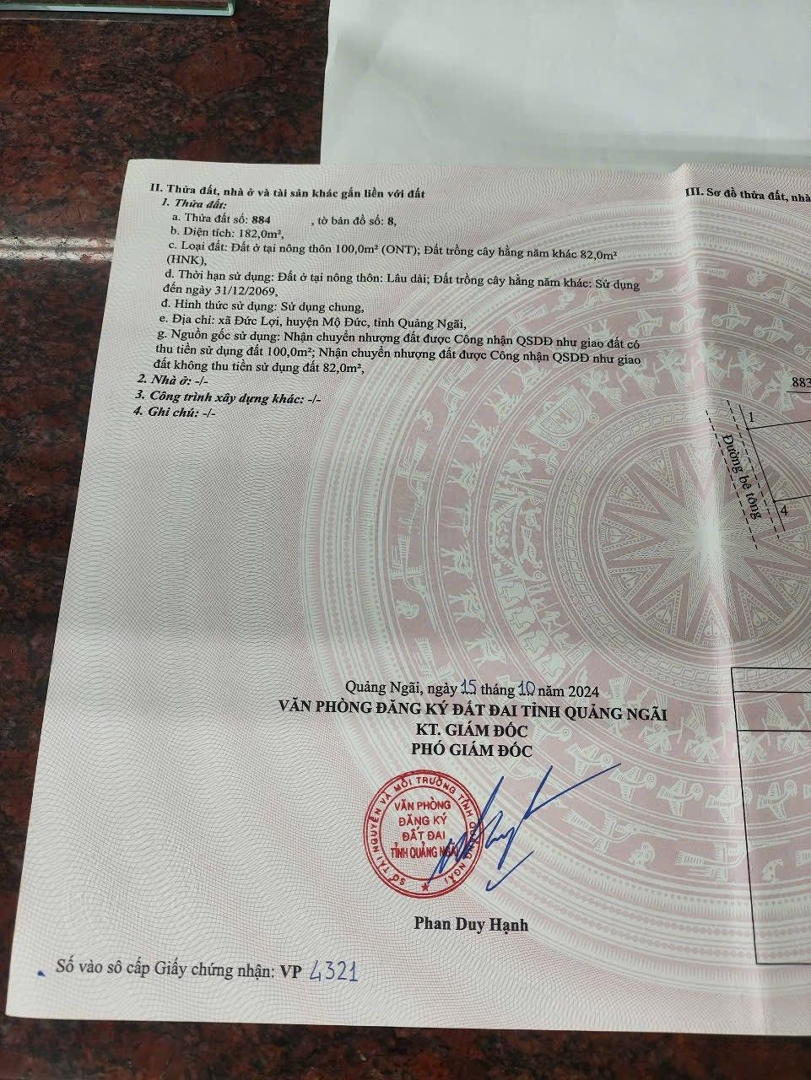 II. Thửa đất, nhà ở và tài sản khác gắn liền với đất
1. Thửa đất:
a. Thửa đất số: 884 , tờ bản đồ số: 8,
b. Diện tích: 182,0m²,
c. Loại đất: Đất ở tại nông thôn 100,0m² (ONT); Đất trồng cây hằng năm khác 82,0m²
(HNK),
d. Thời hạn sử dụng: Đất ở tại nông thôn: Lâu dài; Đất trồng cây hằng năm khác: Sử dụng
đến ngày 31/12/2069,
đ. Hình thức sử dụng: Sử dụng chung,
e. Địa chỉ: xã Đức Lợi, huyện Mộ Đức, tỉnh Quảng Ngãi,
g. Nguồn gốc sử dụng: Nhận chuyển nhượng đất được Công nhận QSDĐ như giao đất có
thu tiền sử dụng đất 100,0m²; Nhận chuyển nhượng đất được Công nhận QSDĐ như giao
đất không thu tiền sử dụng đất 82,0m²,
2. Nhà ở: -/-
3. Công trình xây dựng khác: -/-
4. Ghi chú: -/-
III. Sơ đồ thửa đất, nhà
883
1
Đường bê tông
4
Quảng Ngãi, ngày 15 tháng 10 năm 2024
VĂN PHÒNG ĐĂNG KÝ ĐẤT ĐAI TỈNH QUẢNG NGÃI
KT. GIÁM ĐỐC
PHÓ GIÁM ĐỐC
SỞ TÀI NGUYÊN VÀ MÔI TRƯỜNG TỈNH QUẢNG NGÃI
VĂN PHÒNG
ĐĂNG KÝ
ĐẤT ĐAI
TỈNH QUẢNG NGÃI
Phan Duy Hạnh
Số vào sổ cấp Giấy chứng nhận: VP 4321